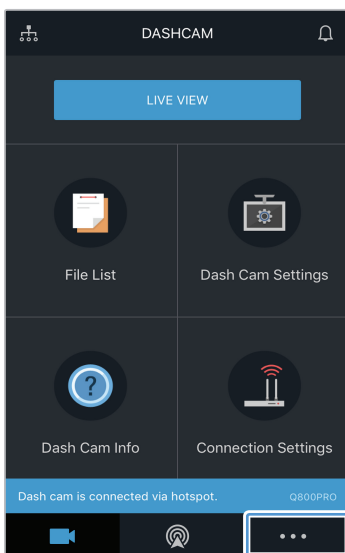 DASHCAM
LIVE VIEW
File List
Dash Cam Settings
?
Dash Cam Info
Connection Settings
Dash cam is connected via hotspot.
Q800PRO